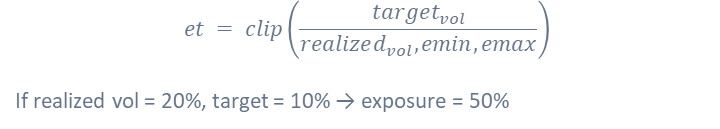 et = clip(target_vol / realized_vol, emin, emax)
If realized vol = 20%, target = 10% → exposure = 50%